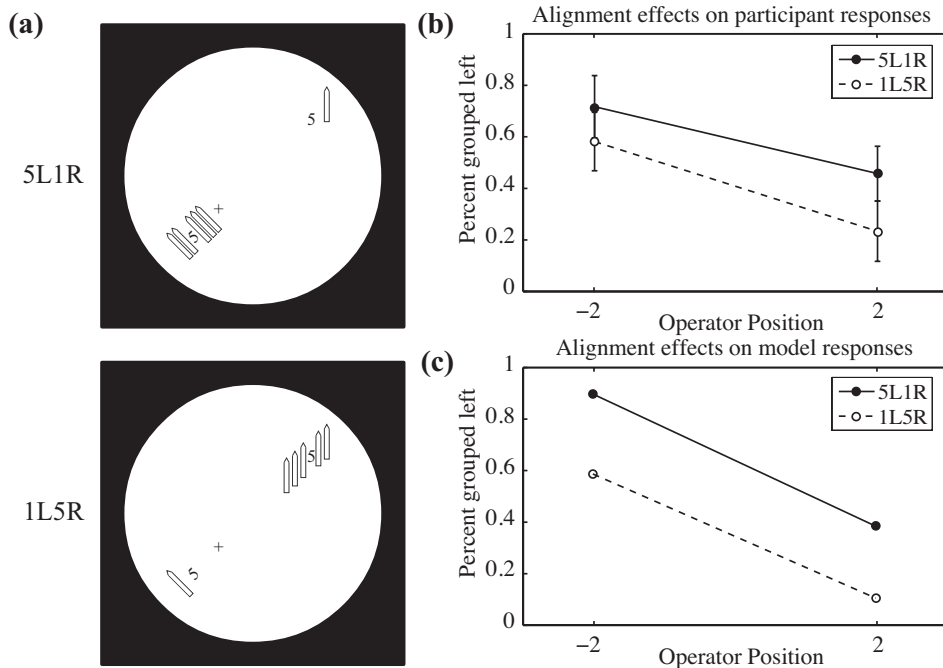 (a)
5L1R
5
5
+
1L5R
5
+
5
(b)
Alignment effects on participant responses
Percent grouped left
1
0.8
0.6
0.4
0.2
0
5L1R
1L5R
−2
2
Operator Position
(c)
Alignment effects on model responses
Percent grouped left
1
0.8
0.6
0.4
0.2
0
5L1R
1L5R
−2
2
Operator Position